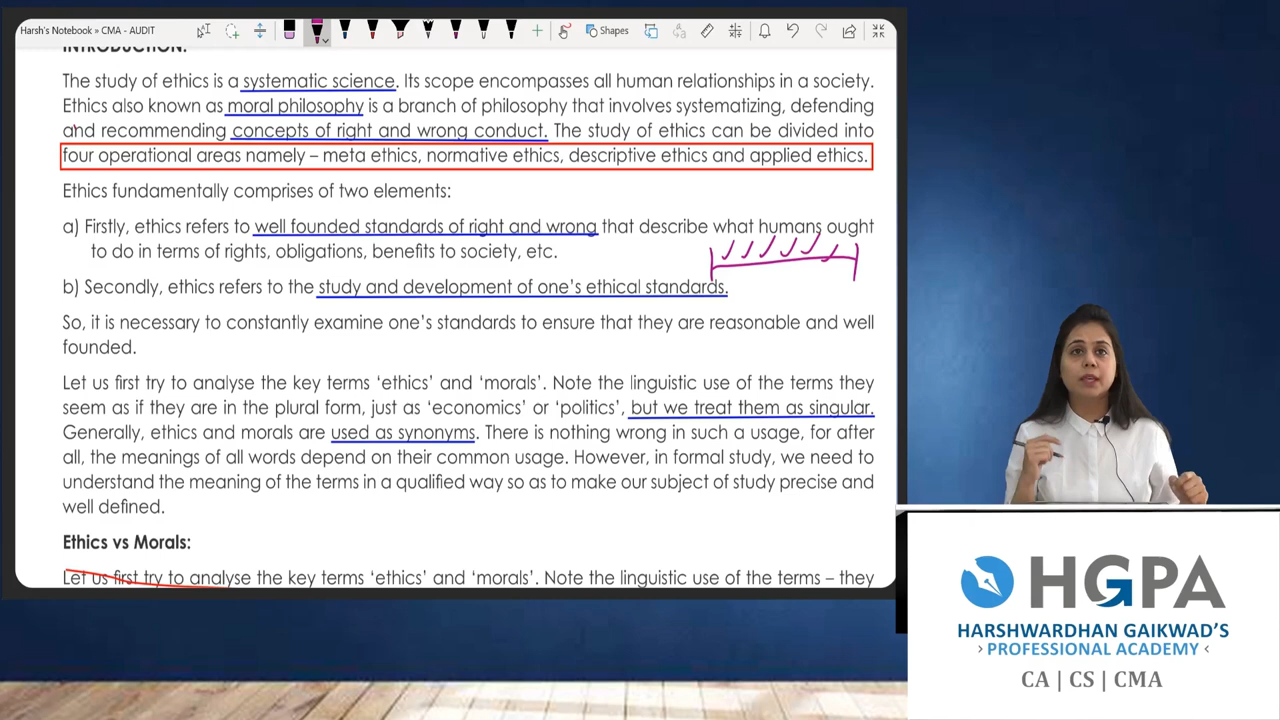 Harsh's Notebook » CMA - AUDIT
Shapes
INTRODUCTION:
The study of ethics is a systematic science. Its scope encompasses all human relationships in a society.
Ethics also known as moral philosophy is a branch of philosophy that involves systematizing, defending
and recommending concepts of right and wrong conduct. The study of ethics can be divided into
four operational areas namely – meta ethics, normative ethics, descriptive ethics and applied ethics.
Ethics fundamentally comprises of two elements:
a) Firstly, ethics refers to well founded standards of right and wrong that describe what humans ought
to do in terms of rights, obligations, benefits to society, etc.
b) Secondly, ethics refers to the study and development of one's ethical standards.
So, it is necessary to constantly examine one's standards to ensure that they are reasonable and well
founded.
Let us first try to analyse the key terms 'ethics' and 'morals'. Note the linguistic use of the terms they
seem as if they are in the plural form, just as 'economics' or 'politics', but we treat them as singular.
Generally, ethics and morals are used as synonyms. There is nothing wrong in such a usage, for after
all, the meanings of all words depend on their common usage. However, in formal study, we need to
understand the meaning of the terms in a qualified way so as to make our subject of study precise and
well defined.
Ethics vs Morals:
Let us first try to analyse the key terms 'ethics' and 'morals'. Note the linguistic use of the terms – they
HGPA
HARSHWARDHAN GAIKWAD'S
› PROFESSIONAL ACADEMY ‹
CA | CS | CMA